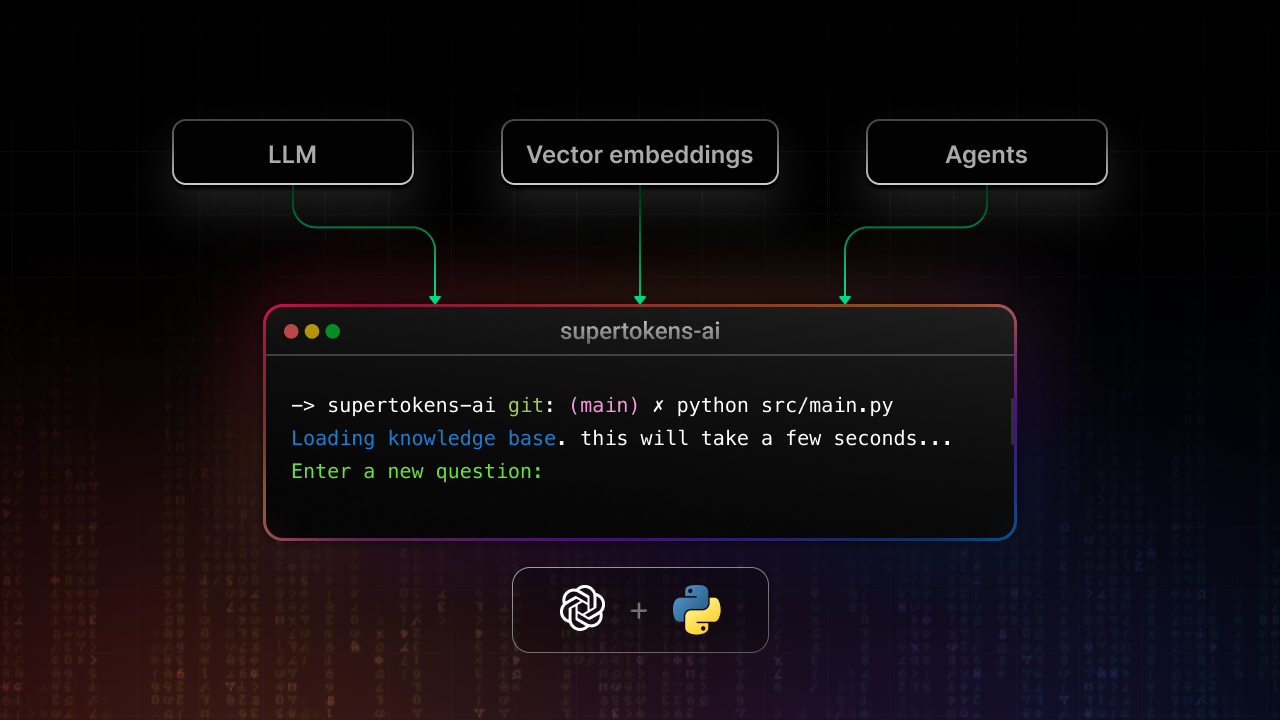 LLM
Vector embeddings
Agents
supertokens-ai
—> supertokens-ai git: (main) ✗ python src/main.py
Loading knowledge base. this will take a few seconds...
Enter a new question:
+